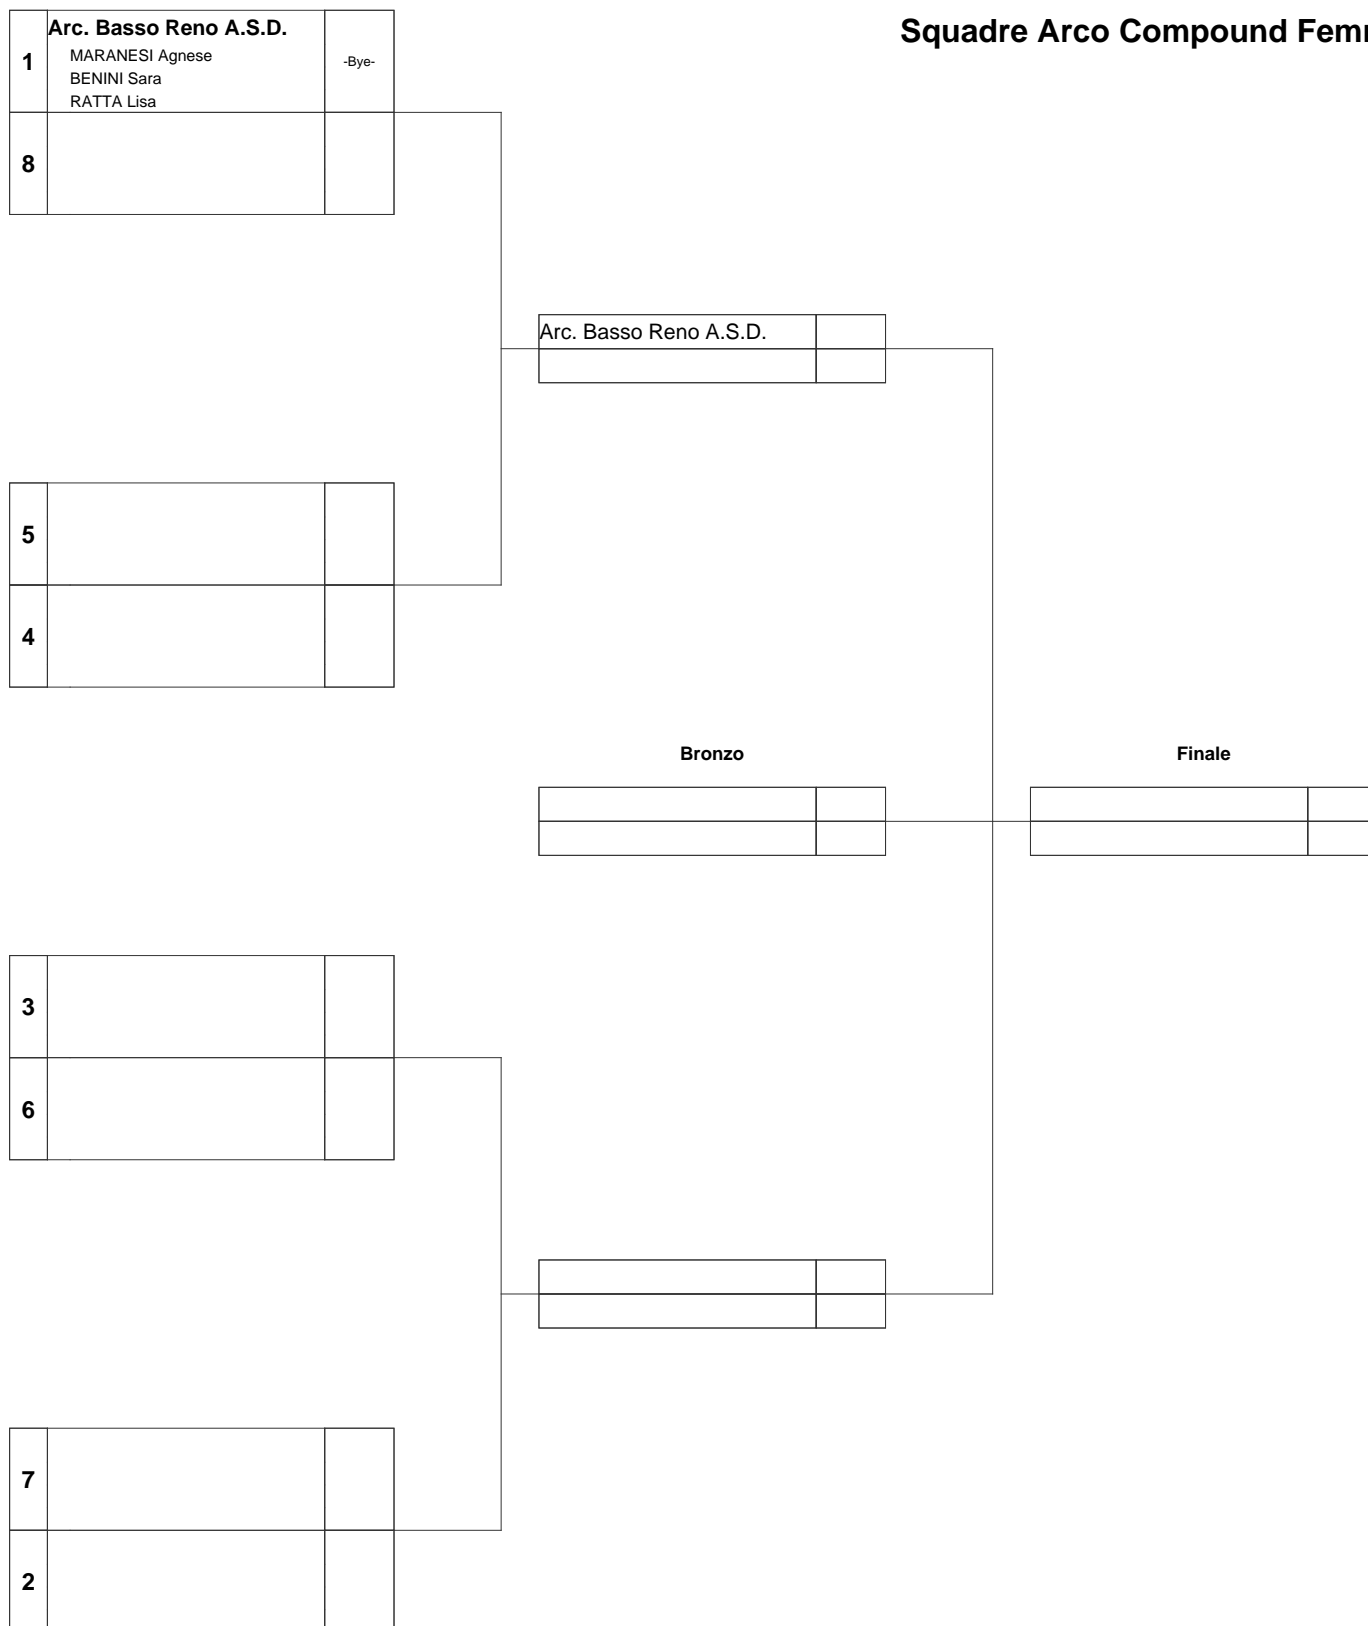 Squadre Arco Compound Fem
1
Arc. Basso Reno A.S.D.
MARANESI Agnese
BENINI Sara
RATTA Lisa
-Bye-
8
Arc. Basso Reno A.S.D.
5
4
Bronzo
Finale
3
6
7
2